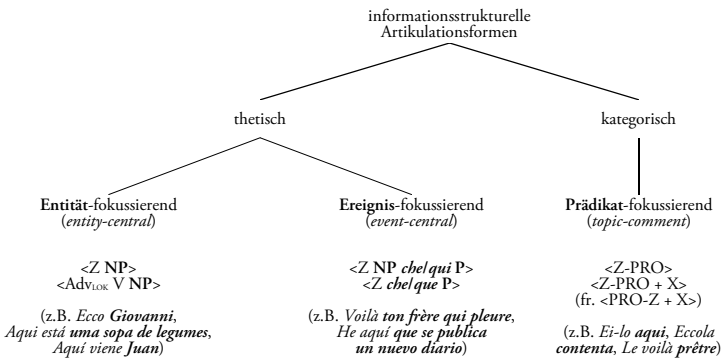 informationsstrukturelle
Artikulationsformen
thetisch
kategorisch
Entität-fokussierend
(entity-central)
Ereignis-fokussierend
(event-central)
Prädikat-fokussierend
(topic-comment)
<Z NP>
<AdvLOK V NP>
<Z NP che/qui P>
<Z che/que P>
<Z-PRO>
<Z-PRO + X>
(fr. <PRO-Z + X>)
(z.B. Ecco Giovanni,
Aqui está uma sopa de legumes,
Aquí viene Juan)
(z.B. Voilà ton frère qui pleure,
He aquí que se publica
un nuevo diario)
(z.B. Ei-lo aqui, Eccola
contenta, Le voilà prêtre)